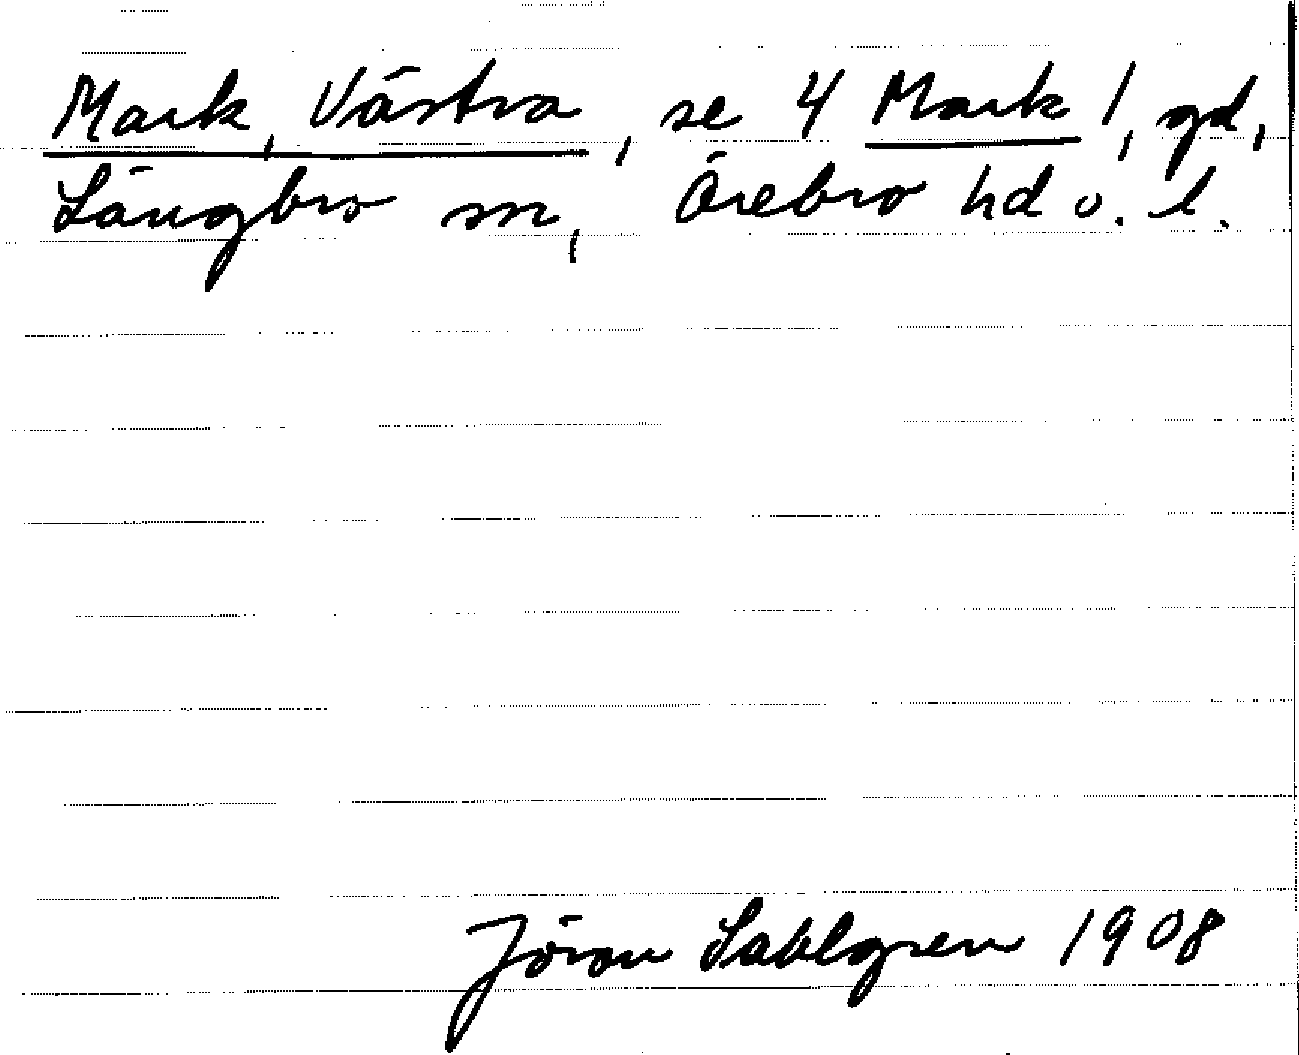 Mark, Västra, se 4 Mark 1, gd,
Längbro sn, Örebro hd o. l.
Jöran Sahlgren 1908